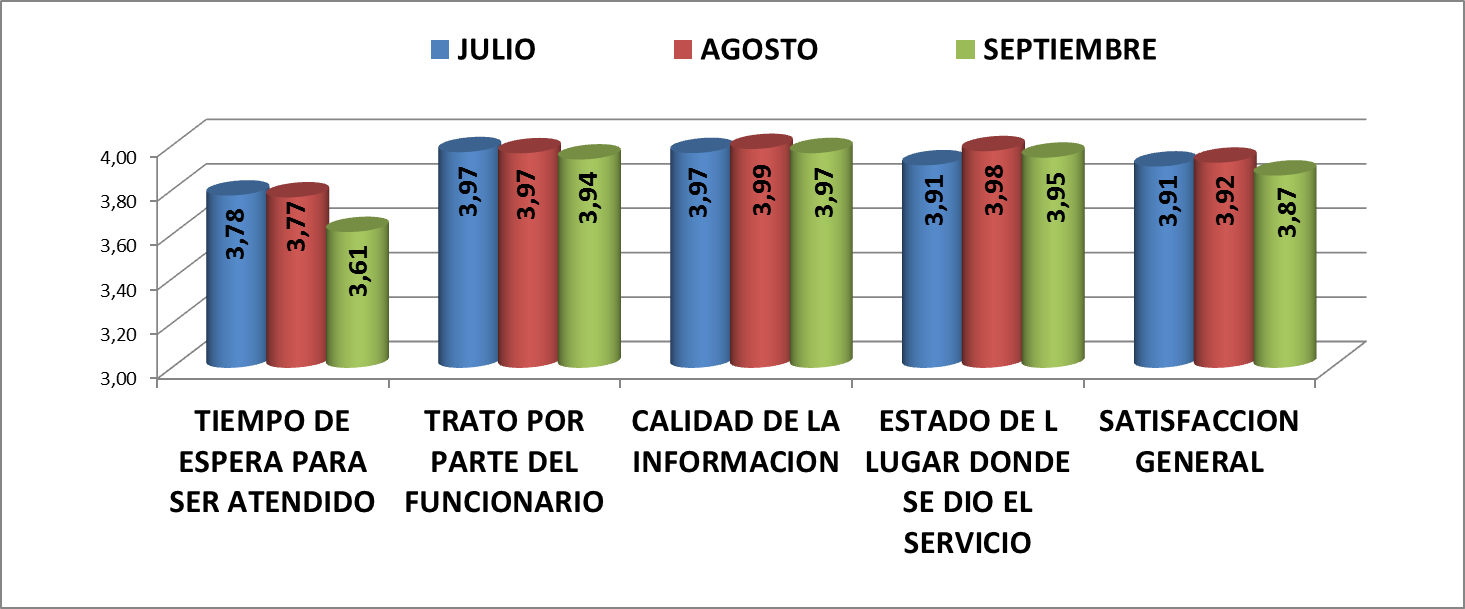 JULIO AGOSTO SEPTIEMBRE
4,00
3,80
3,60
3,40
3,20
3,00
3,78 3,77 3,61
3,97 3,97 3,94
3,97 3,99 3,97
3,91 3,98 3,95
3,91 3,92 3,87
TIEMPO DE
ESPERA PARA
SER ATENDIDO
TRATO POR
PARTE DEL
FUNCIONARIO
CALIDAD DE LA
INFORMACION
ESTADO DE L
LUGAR DONDE
SE DIO EL
SERVICIO
SATISFACCION
GENERAL